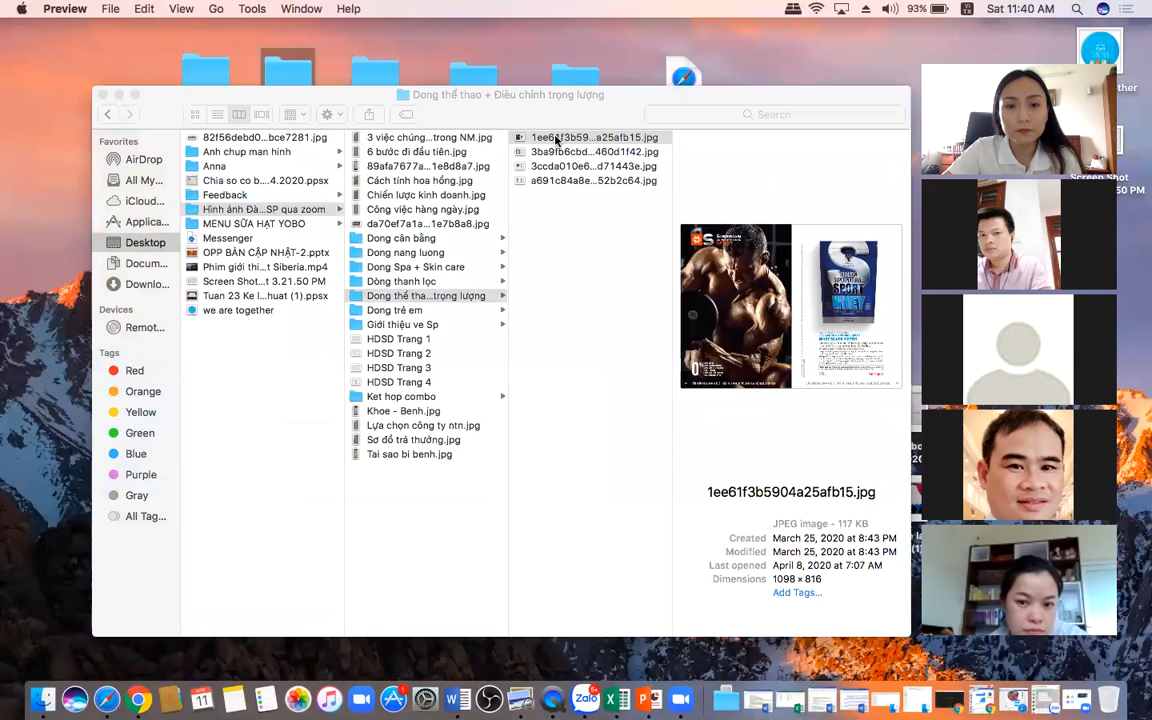 Preview File Edit View Go Tools Window Help
93% Sat 11:40 AM
Dong thể thao + Điều chỉnh trọng lượng
Search
Favorites
AirDrop
All My...
iCloud...
Applica...
Desktop
Docum...
Downlo...
Devices
Remot...
Tags
Red
Orange
Yellow
Green
Blue
Purple
Gray
All Tag...
82f56debd0...bce7281.jpg
Anh chup man hinh
Anna
Chia so co b....4.2020.ppsx
Feedback
Hình ảnh Đà...SP qua zoom
MENU SỮA HẠT YOBO
Messenger
OPP BẢN CẬP NHẬT-2.pptx
Phim giới thi...t Siberia.mp4
Screen Shot...t 3.21.50 PM
Tuan 23 Ke l...huat (1).ppsx
we are together
3 việc chúng...trong NM.jpg
6 bước đi đầu tiên.jpg
89afa7677a...1e8d8a7.jpg
Cách tính hoa hồng.jpg
Chiến lược kinh doanh.jpg
Công việc hàng ngày.jpg
da70ef7a1a...1e7b8a8.jpg
Dong cân bằng
Dong nang luong
Dong Spa + Skin care
Dòng thanh lọc
Dong thể tha...trọng lượng
Dong trẻ em
Giới thiệu ve Sp
HDSD Trang 1
HDSD Trang 2
HDSD Trang 3
HDSD Trang 4
Ket hop combo
Khoe - Benh.jpg
Lựa chọn công ty ntn.jpg
Sơ đồ trả thưởng.jpg
Tai sao bi benh.jpg
1ee61f3b59...a25afb15.jpg
3ba9fb6cbd...460d1f42.jpg
3ccda010e6...d71443e.jpg
a691c84a8e...52b2c64.jpg
SIBERIAN
SPORT
WHEY
1ee61f3b5904a25afb15.jpg
JPEG image - 117 KB
Created March 25, 2020 at 8:43 PM
Modified March 25, 2020 at 8:43 PM
Last opened April 8, 2020 at 7:07 AM
Dimensions 1098 × 816
Add Tags...
ther
Screen Shot
50 PM
11
Zalo